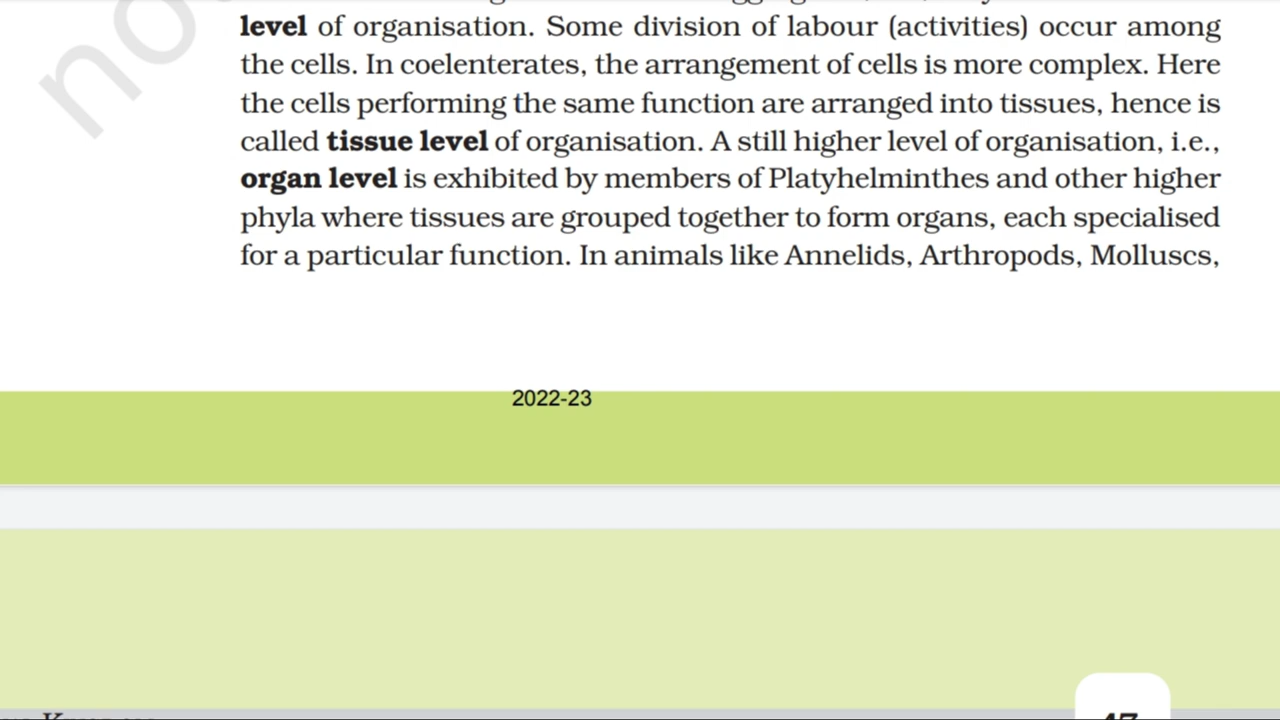 level of organisation. Some division of labour (activities) occur among
the cells. In coelenterates, the arrangement of cells is more complex. Here
the cells performing the same function are arranged into tissues, hence is
called tissue level of organisation. A still higher level of organisation, i.e.,
organ level is exhibited by members of Platyhelminthes and other higher
phyla where tissues are grouped together to form organs, each specialised
for a particular function. In animals like Annelids, Arthropods, Molluscs,
2022-23